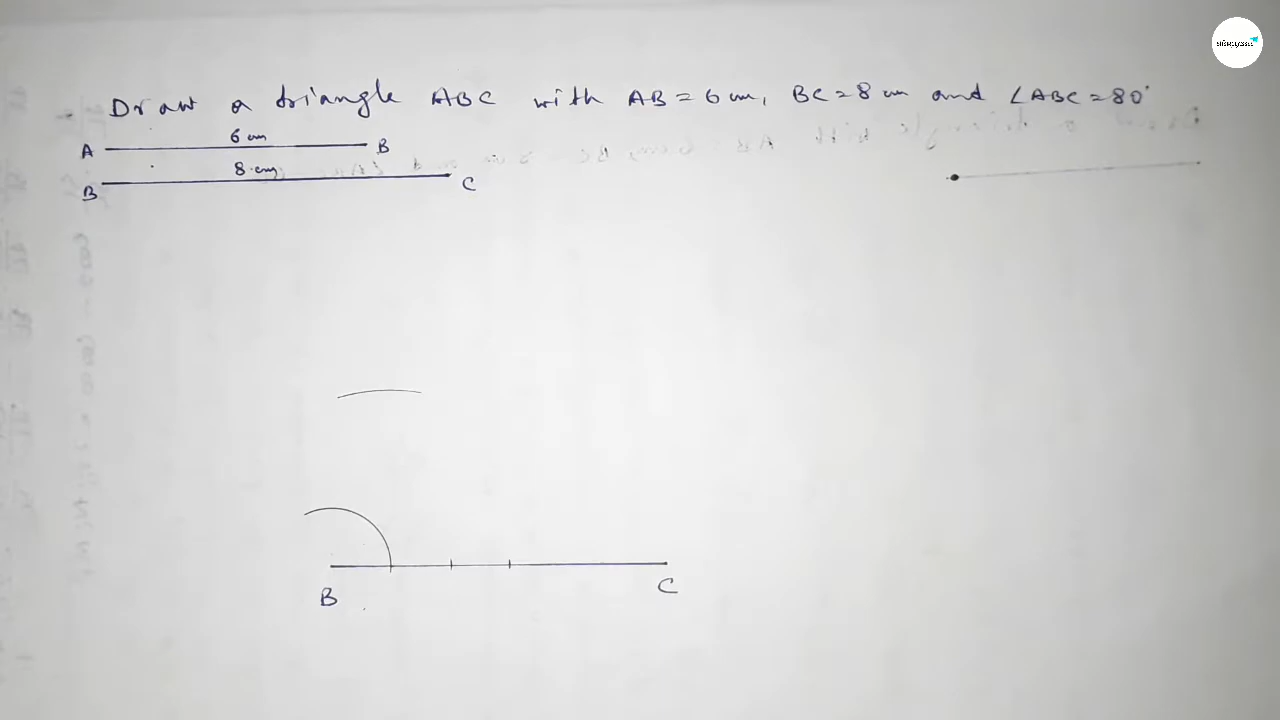 Draw a triangle ABC with AB = 6 cm, BC = 8 cm and ∠ABC = 80°
A 6 cm B
B 8 cm C
B C